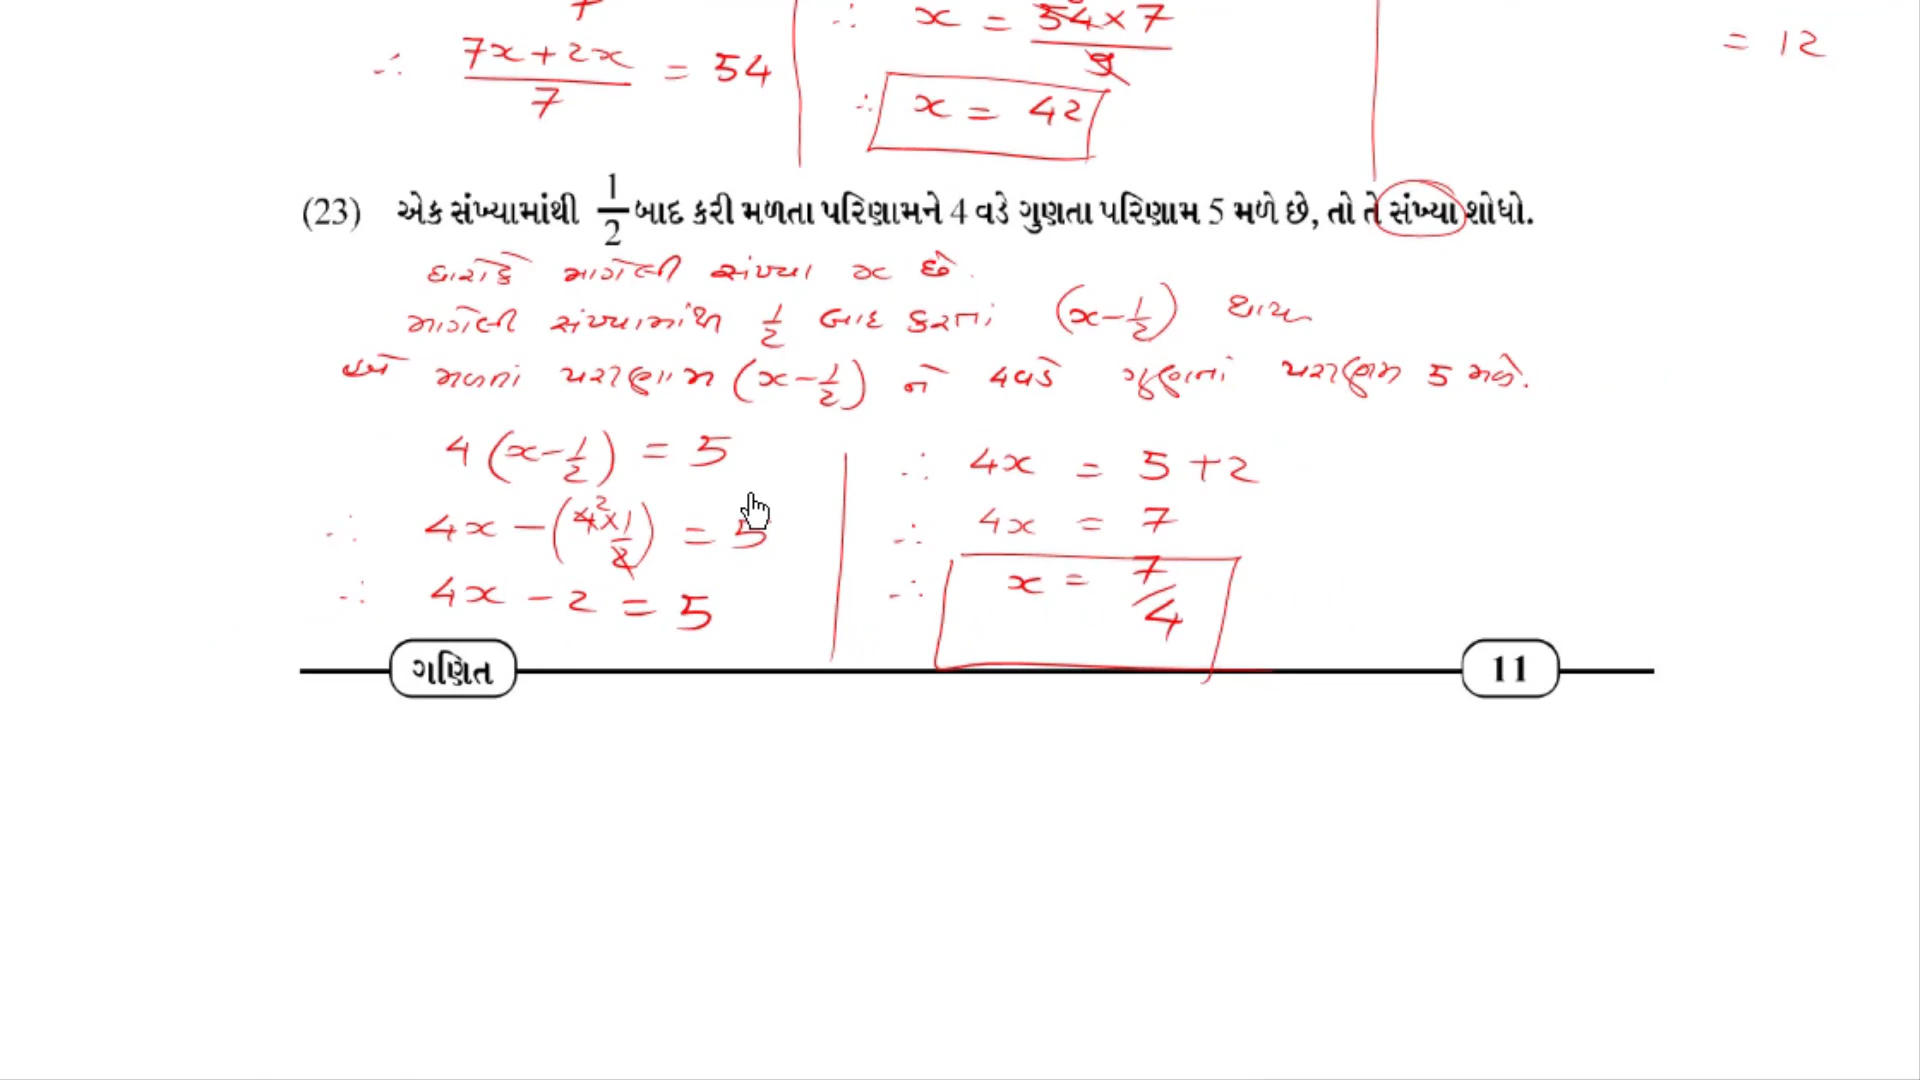 ∴ 7x + 2x / 7 = 54
∴ x = 54 × 7 / 9
∴ x = 42
= 12
(23) એક સંખ્યામાંથી 1/2 બાદ કરી મળતા પરિણામને 4 વડે ગુણતા પરિણામ 5 મળે છે, તો તે સંખ્યા શોધો.
ધારોકે માગેલી સંખ્યા x છે.
માગેલી સંખ્યામાંથી 1/2 બાદ કરતાં (x - 1/2) થાય
હવે મળતાં પરિણામ (x - 1/2) ને 4 વડે ગુણતાં પરિણામ 5 મળે.
4 (x - 1/2) = 5
∴ 4x - (4² × 1/2) = 5
∴ 4x - 2 = 5
∴ 4x = 5 + 2
∴ 4x = 7
∴ x = 7/4
ગણિત
11